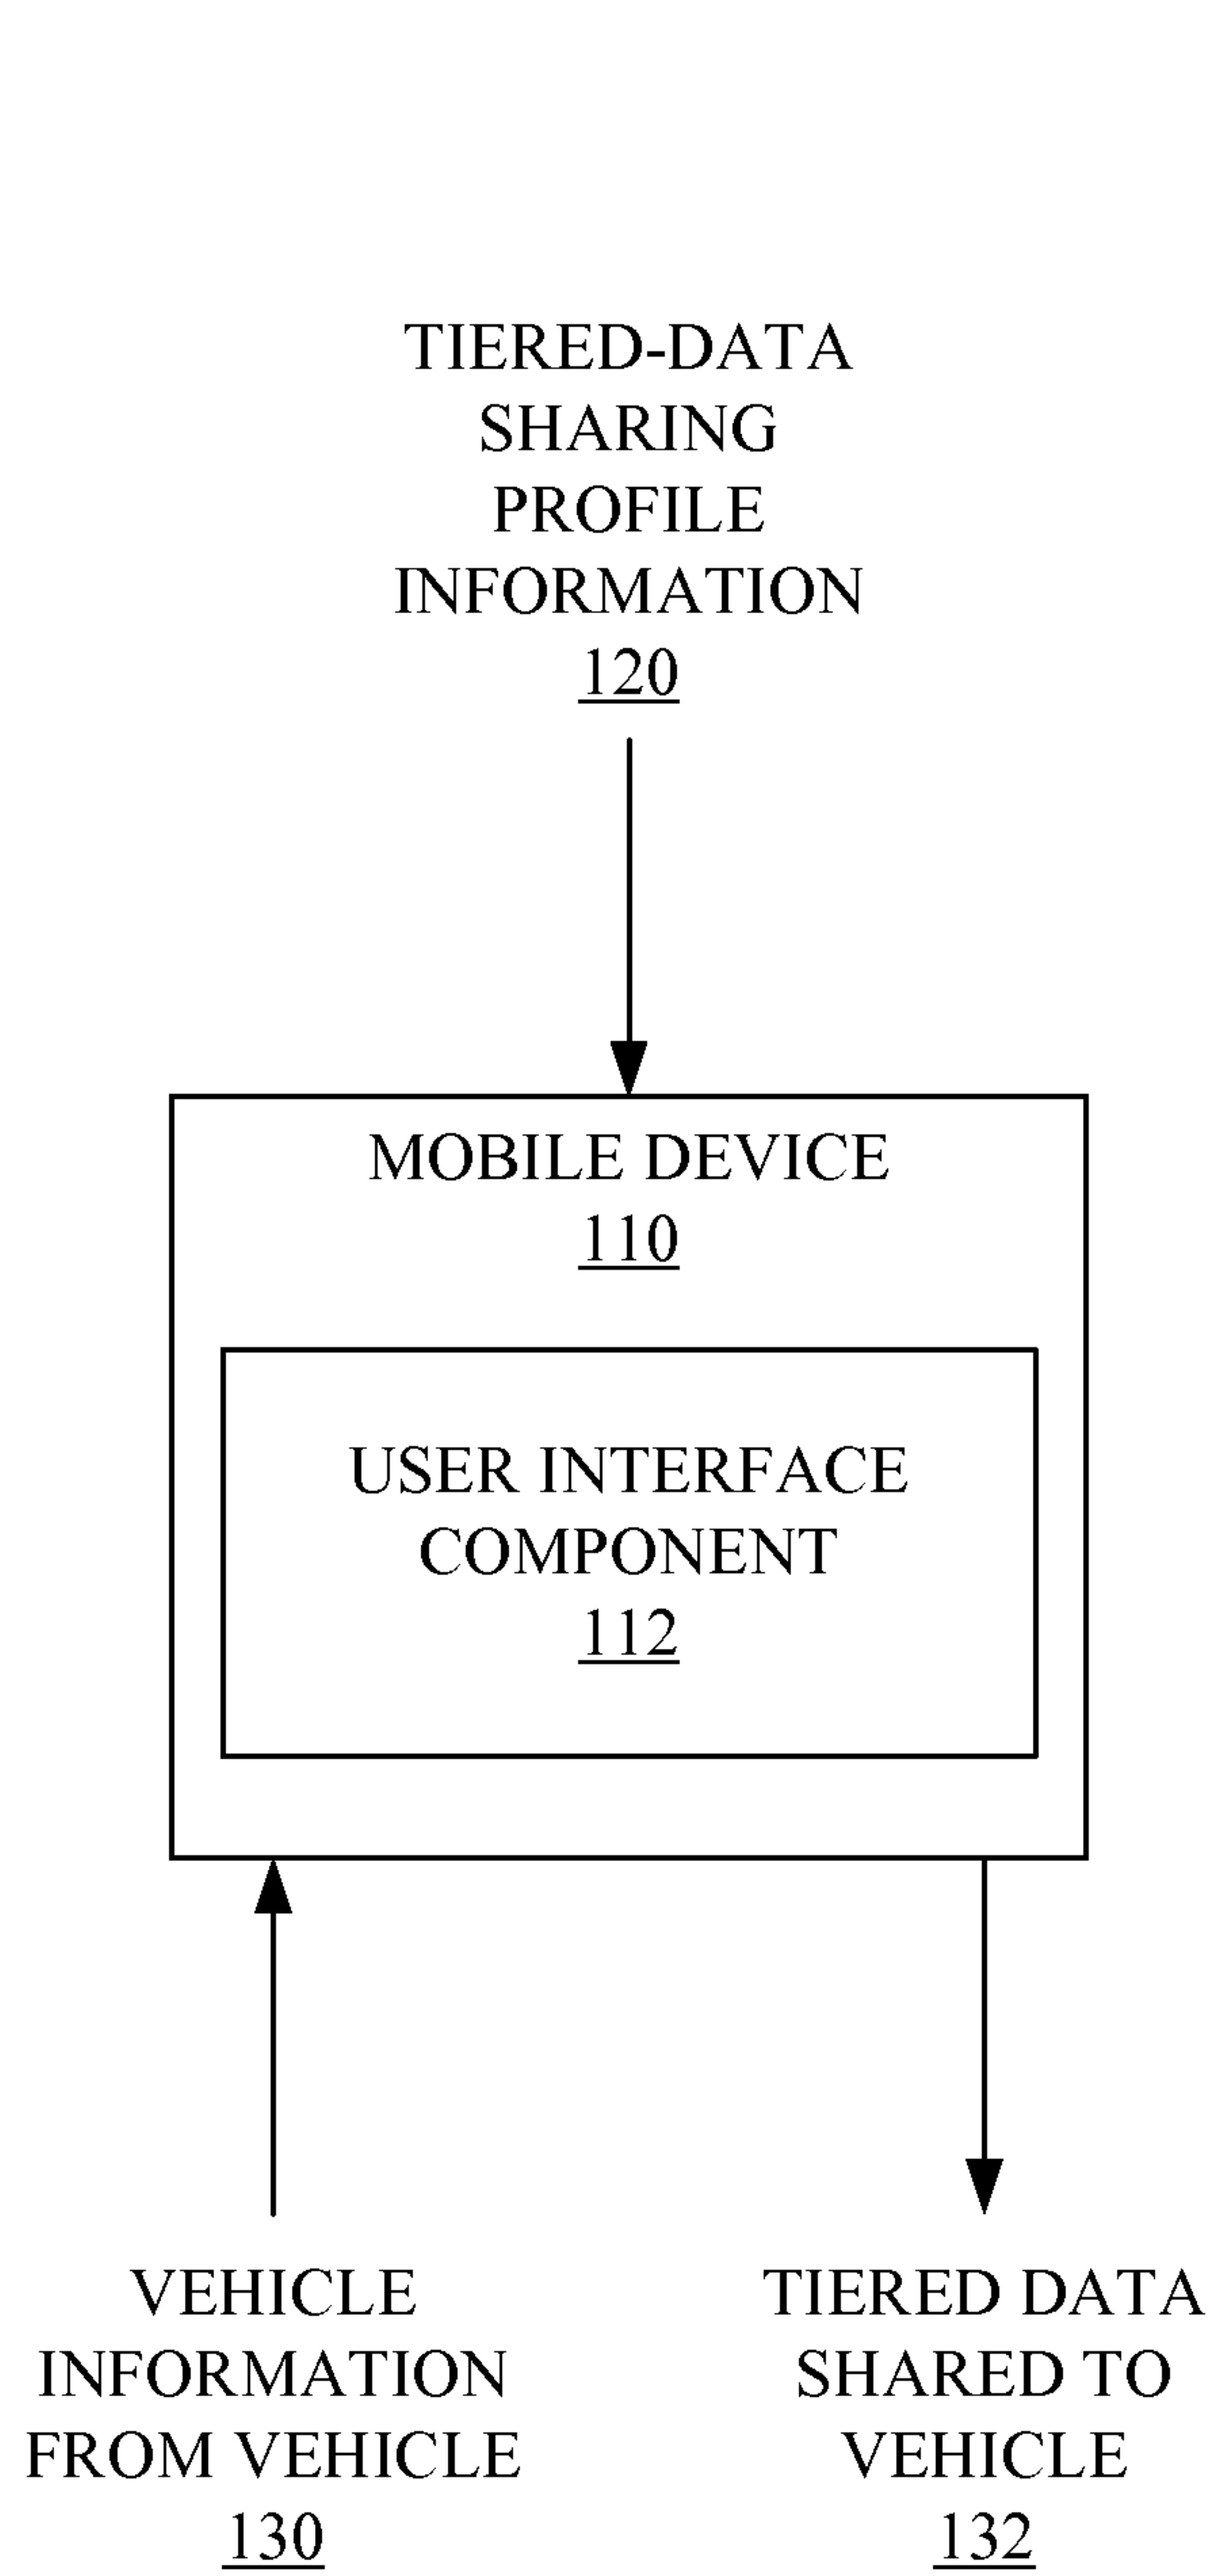 TIERED-DATA
SHARING
PROFILE
INFORMATION
120
MOBILE DEVICE
110
USER INTERFACE
COMPONENT
112
VEHICLE
INFORMATION
FROM VEHICLE
130
TIERED DATA
SHARED TO
VEHICLE
132